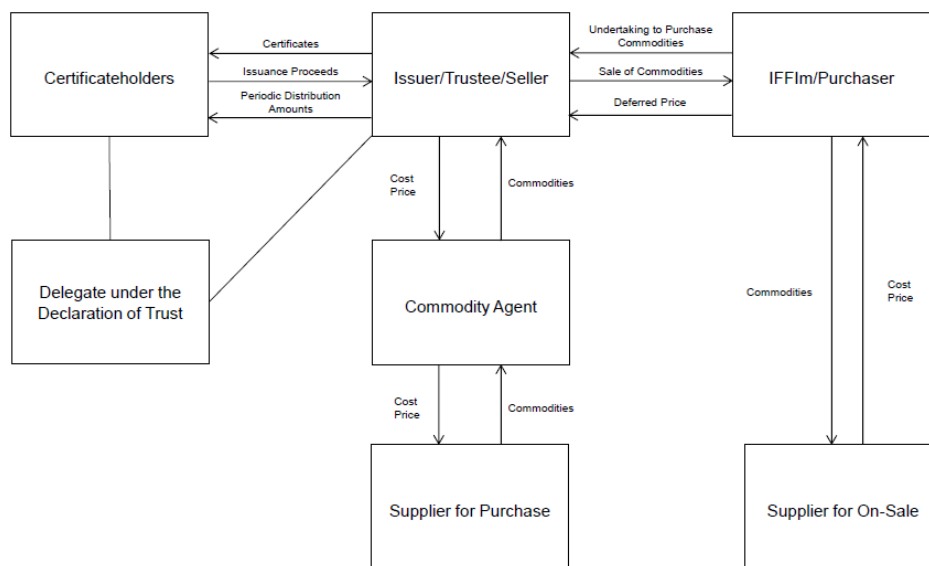 Certificates
Undertaking to Purchase
Commodities
Certificateholders
Issuance Proceeds
Issuer/Trustee/Seller
Sale of Commodities
IFFIm/Purchaser
Periodic Distribution
Amounts
Deferred Price
Cost
Price
Commodities
Delegate under the
Declaration of Trust
Commodity Agent
Commodities
Cost
Price
Cost
Price
Commodities
Supplier for Purchase
Supplier for On-Sale